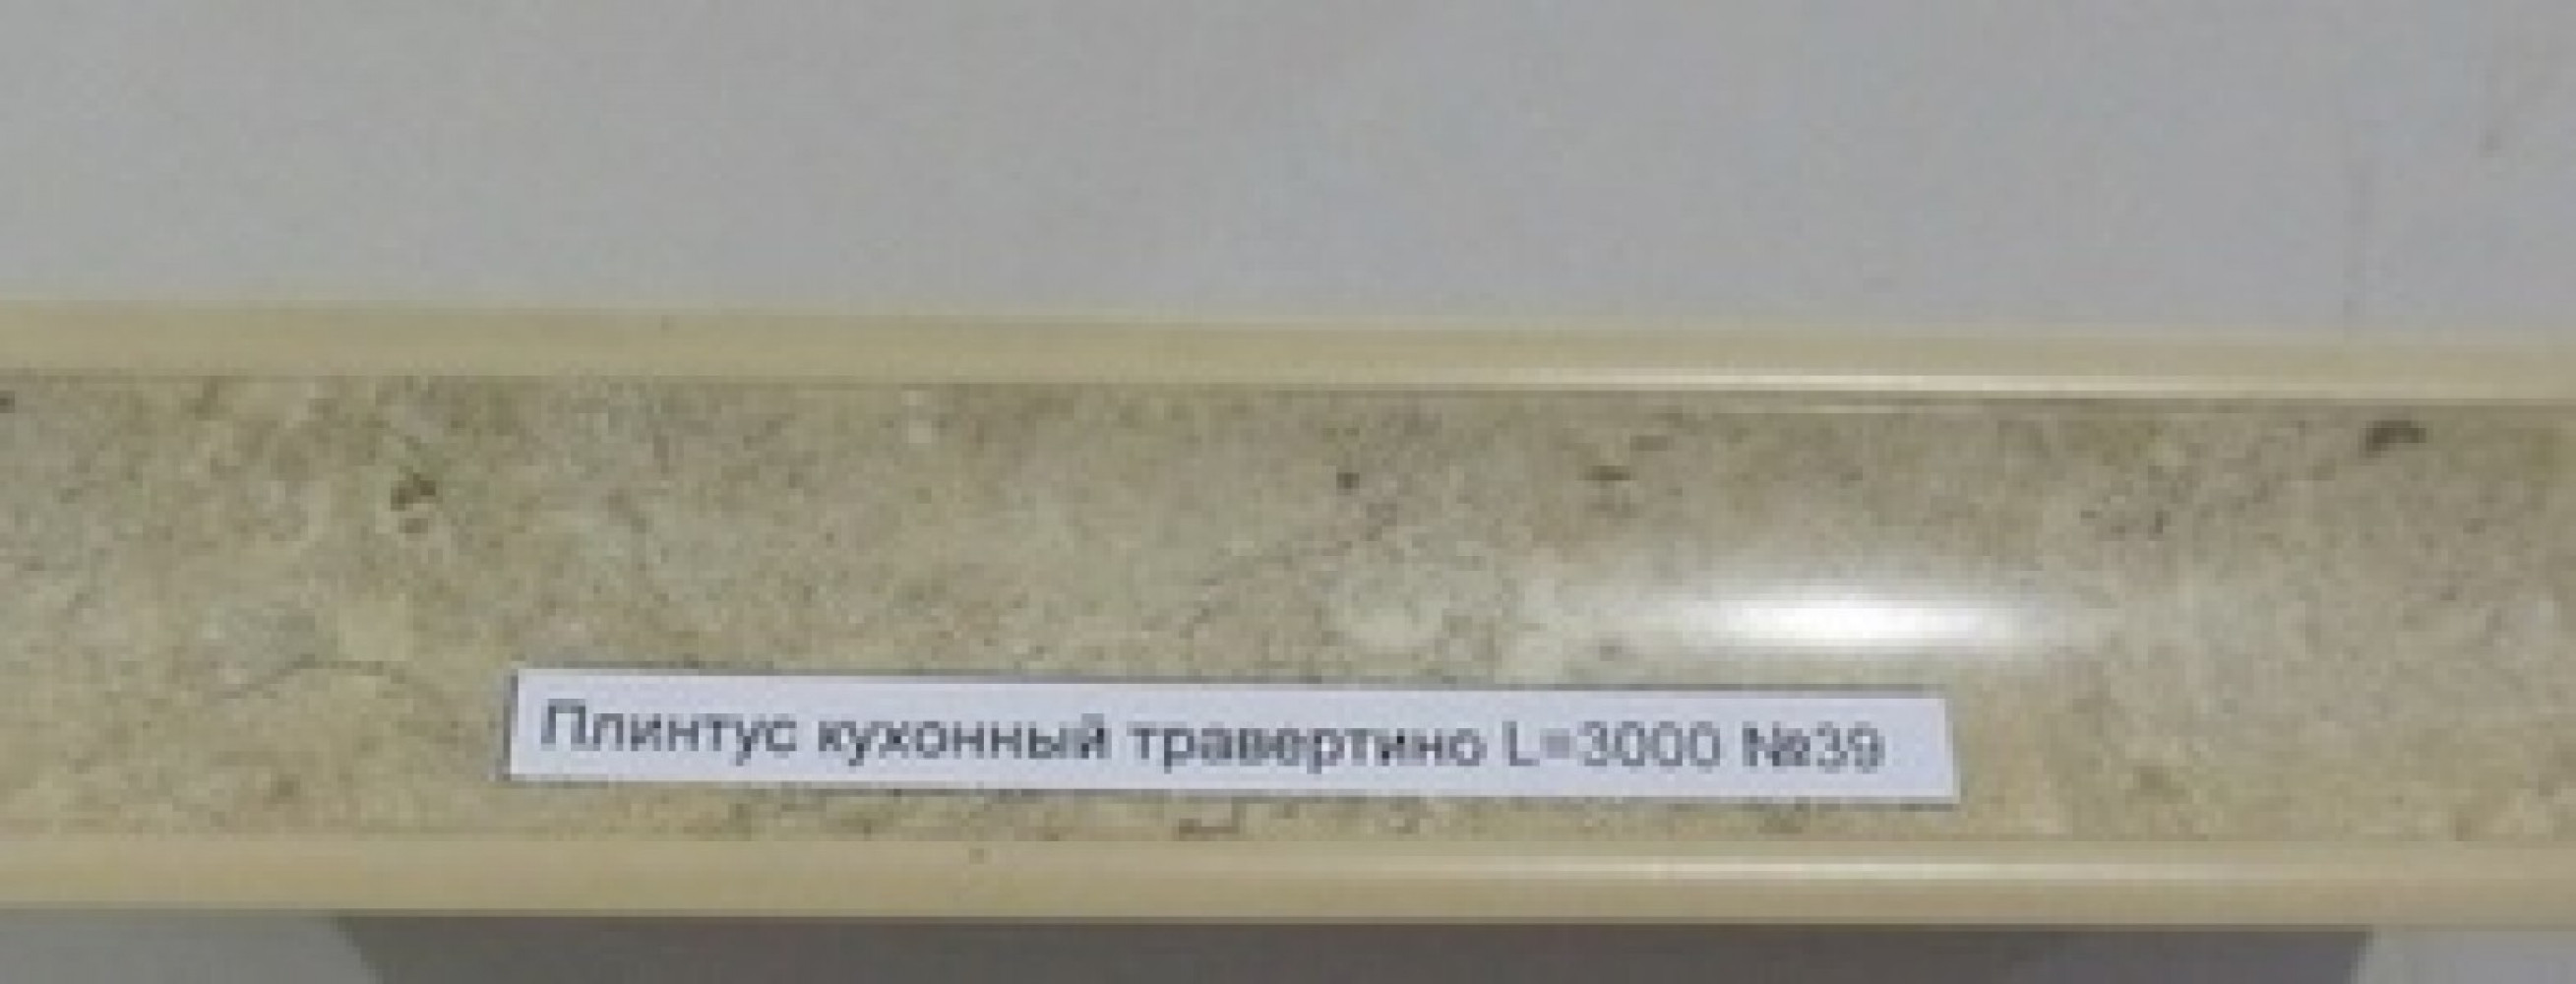 Плинтус кухонный травертино L=3000 №39